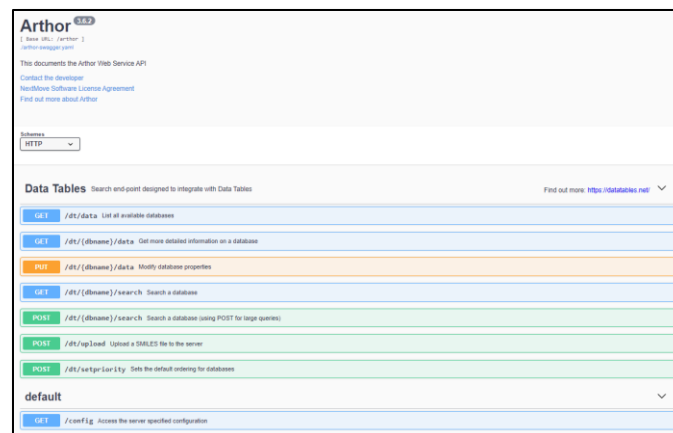 Arthor 3.6.2
[ Base URL: /arthor ]
/arthor-swagger.yaml
This documents the Arthor Web Service API
Contact the developer
NextMove Software License Agreement
Find out more about Arthor
Schemes
HTTP
Data Tables Search end-point designed to integrate with Data Tables Find out more: https://datatables.net/
GET /dt/data List all available databases
GET /dt/{dbname}/data Get more detailed information on a database
PUT /dt/{dbname}/data Modify database properties
GET /dt/{dbname}/search Search a database
POST /dt/{dbname}/search Search a database (using POST for large queries)
POST /dt/upload Upload a SMILES file to the server
POST /dt/setpriority Sets the default ordering for databases
default
GET /config Access the server specified configuration